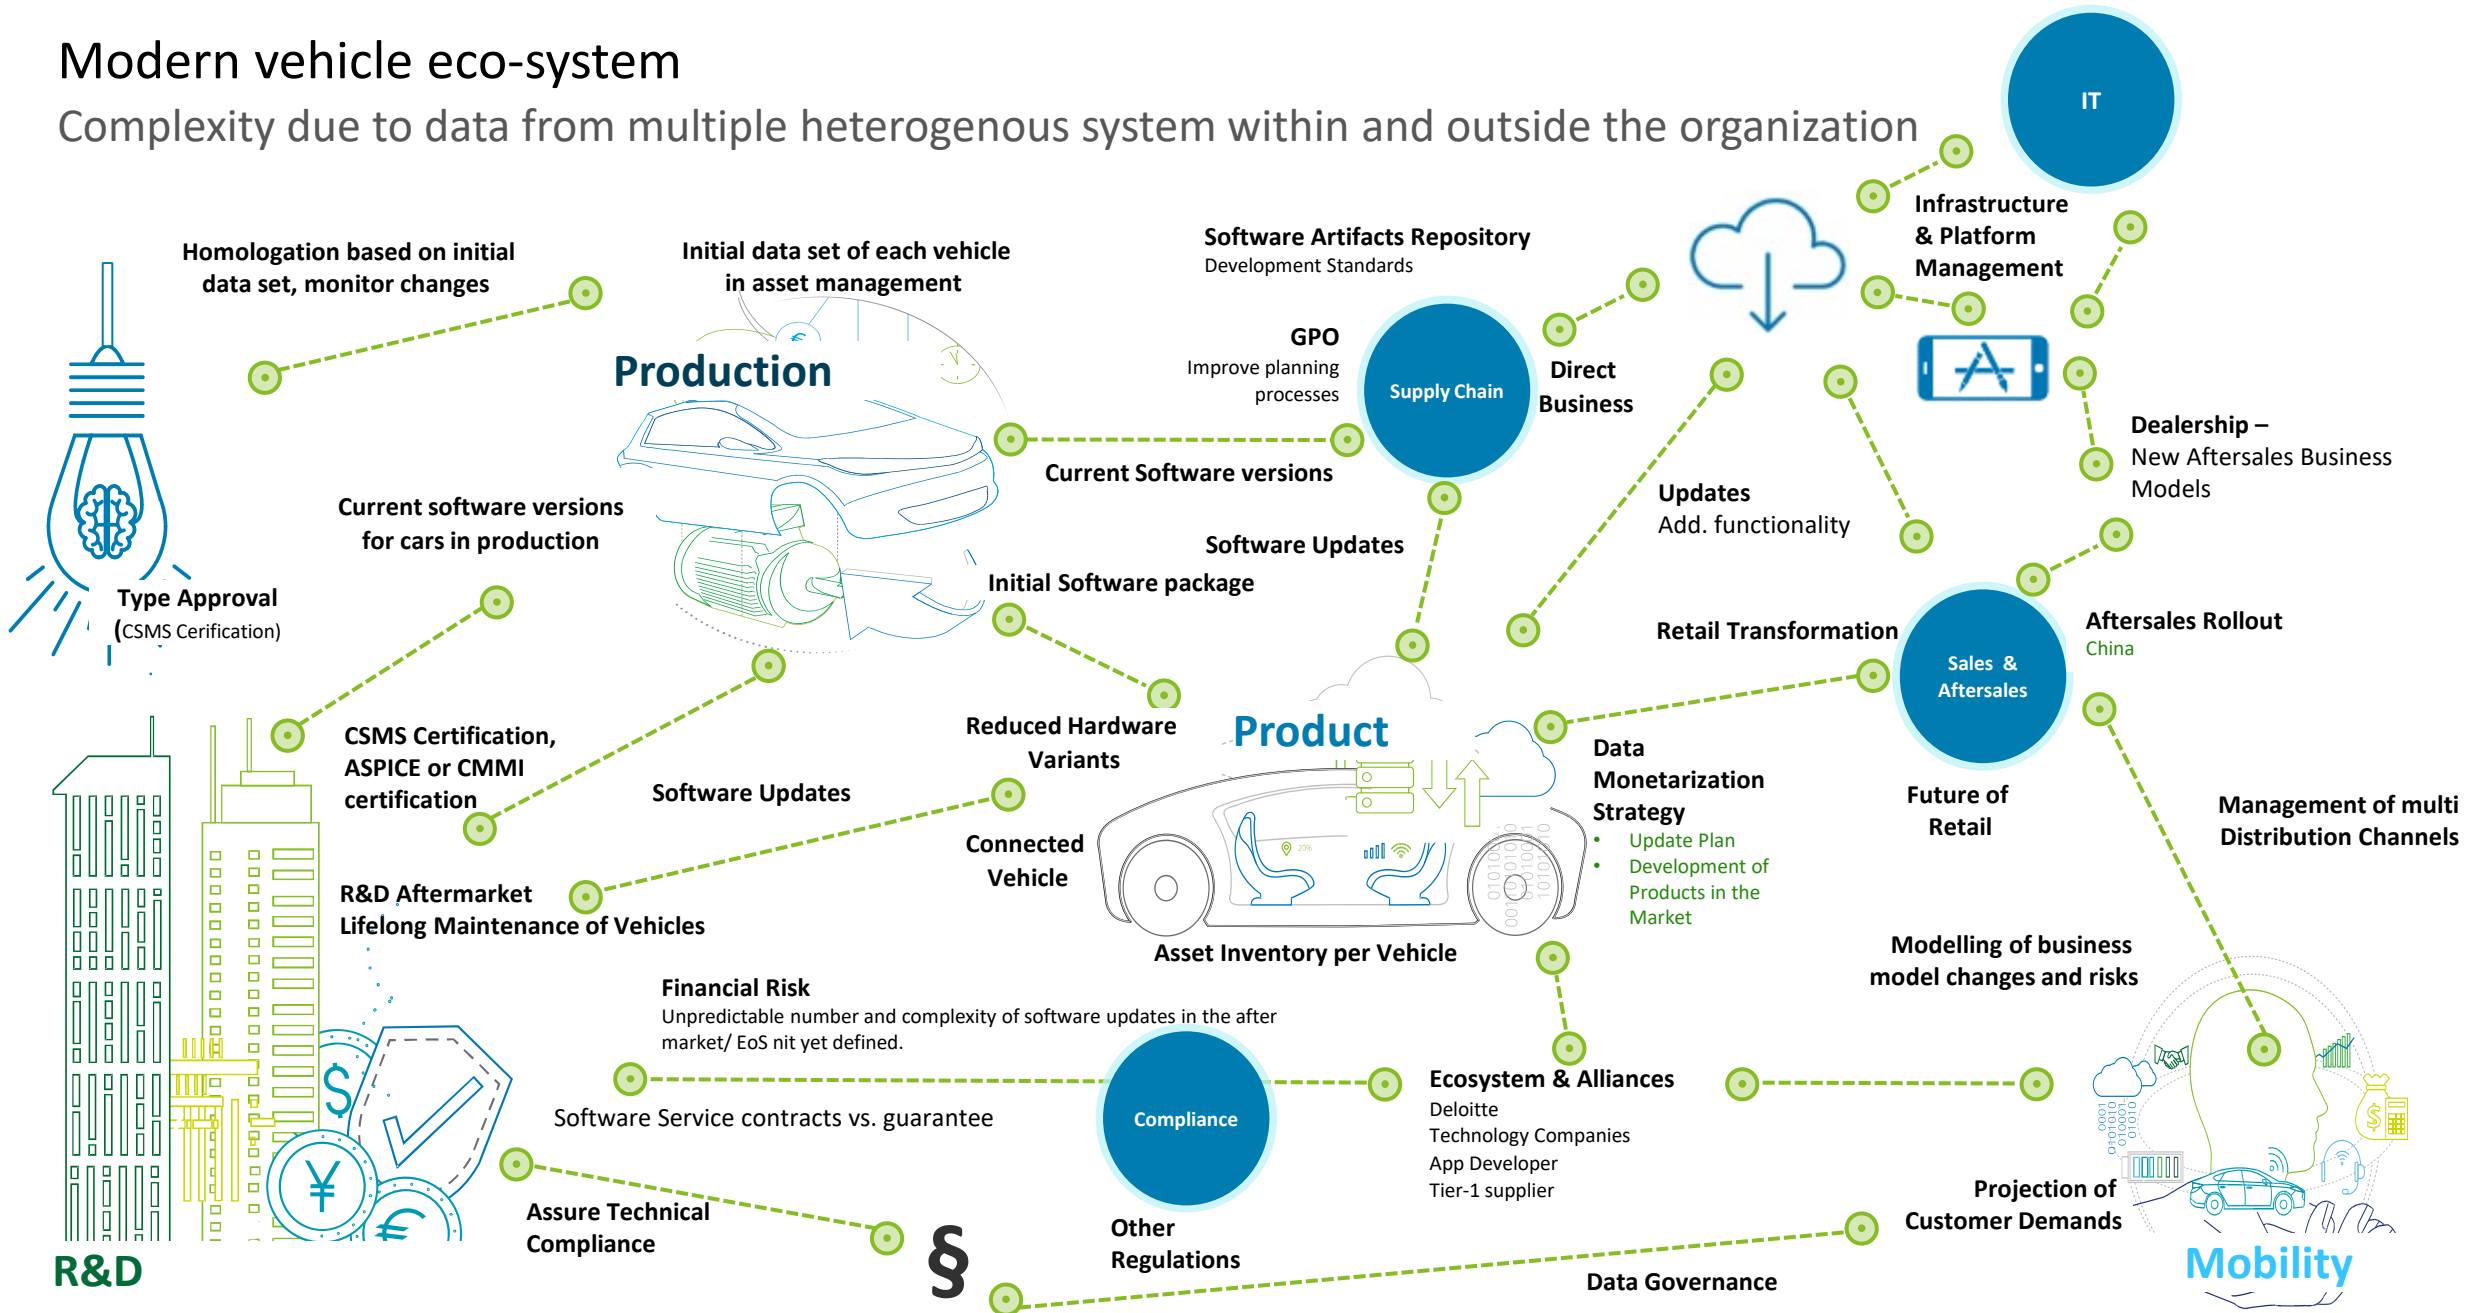 Modern vehicle eco-system
Complexity due to data from multiple heterogenous system within and outside the organization
IT
Infrastructure
& Platform
Management
Homologation based on initial
data set, monitor changes
Initial data set of each vehicle
in asset management
Software Artifacts Repository
Development Standards
GPO
Improve planning
processes
Supply Chain
Direct
Business
Production
Current Software versions
Dealership –
New Aftersales Business
Models
Current software versions
for cars in production
Updates
Add. functionality
Software Updates
Initial Software package
Type Approval
(CSMS Cerification)
Retail Transformation
Sales &
Aftersales
Aftersales Rollout
China
CSMS Certification,
ASPICE or CMMI
certification
Software Updates
Reduced Hardware
Variants
Product
Data
Monetarization
Strategy
• Update Plan
• Development of
Products in the
Market
Future of
Retail
Management of multi
Distribution Channels
Connected
Vehicle
20%
R&D Aftermarket
Lifelong Maintenance of Vehicles
Asset Inventory per Vehicle
Modelling of business
model changes and risks
Financial Risk
Unpredictable number and complexity of software updates in the after
market/ EoS nit yet defined.
Software Service contracts vs. guarantee
Compliance
Ecosystem & Alliances
Deloitte
Technology Companies
App Developer
Tier-1 supplier
Assure Technical
Compliance
§
Other
Regulations
Projection of
Customer Demands
Data Governance
R&D
Mobility